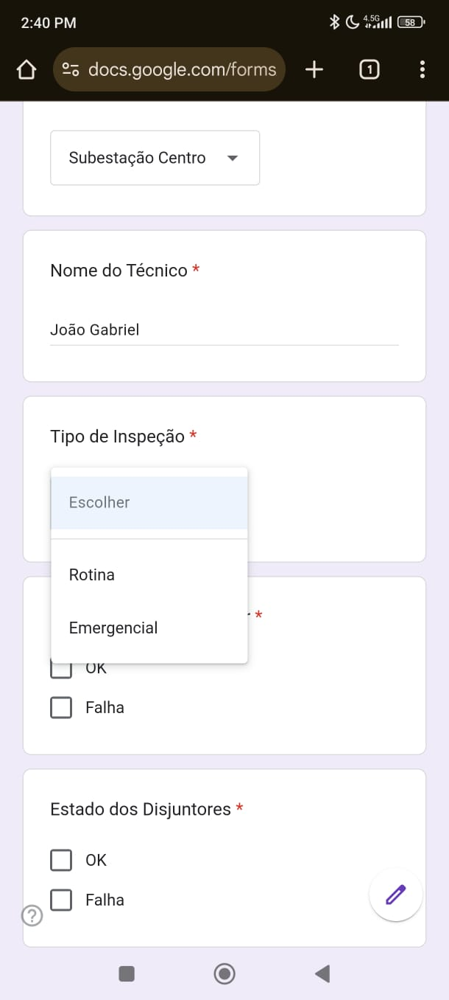 2:40 PM
4.5G
58
docs.google.com/forms
1
Subestação Centro
Nome do Técnico *
João Gabriel
Tipo de Inspeção *
Escolher
Rotina
Emergencial
*
OK
Falha
Estado dos Disjuntores *
OK
Falha
?